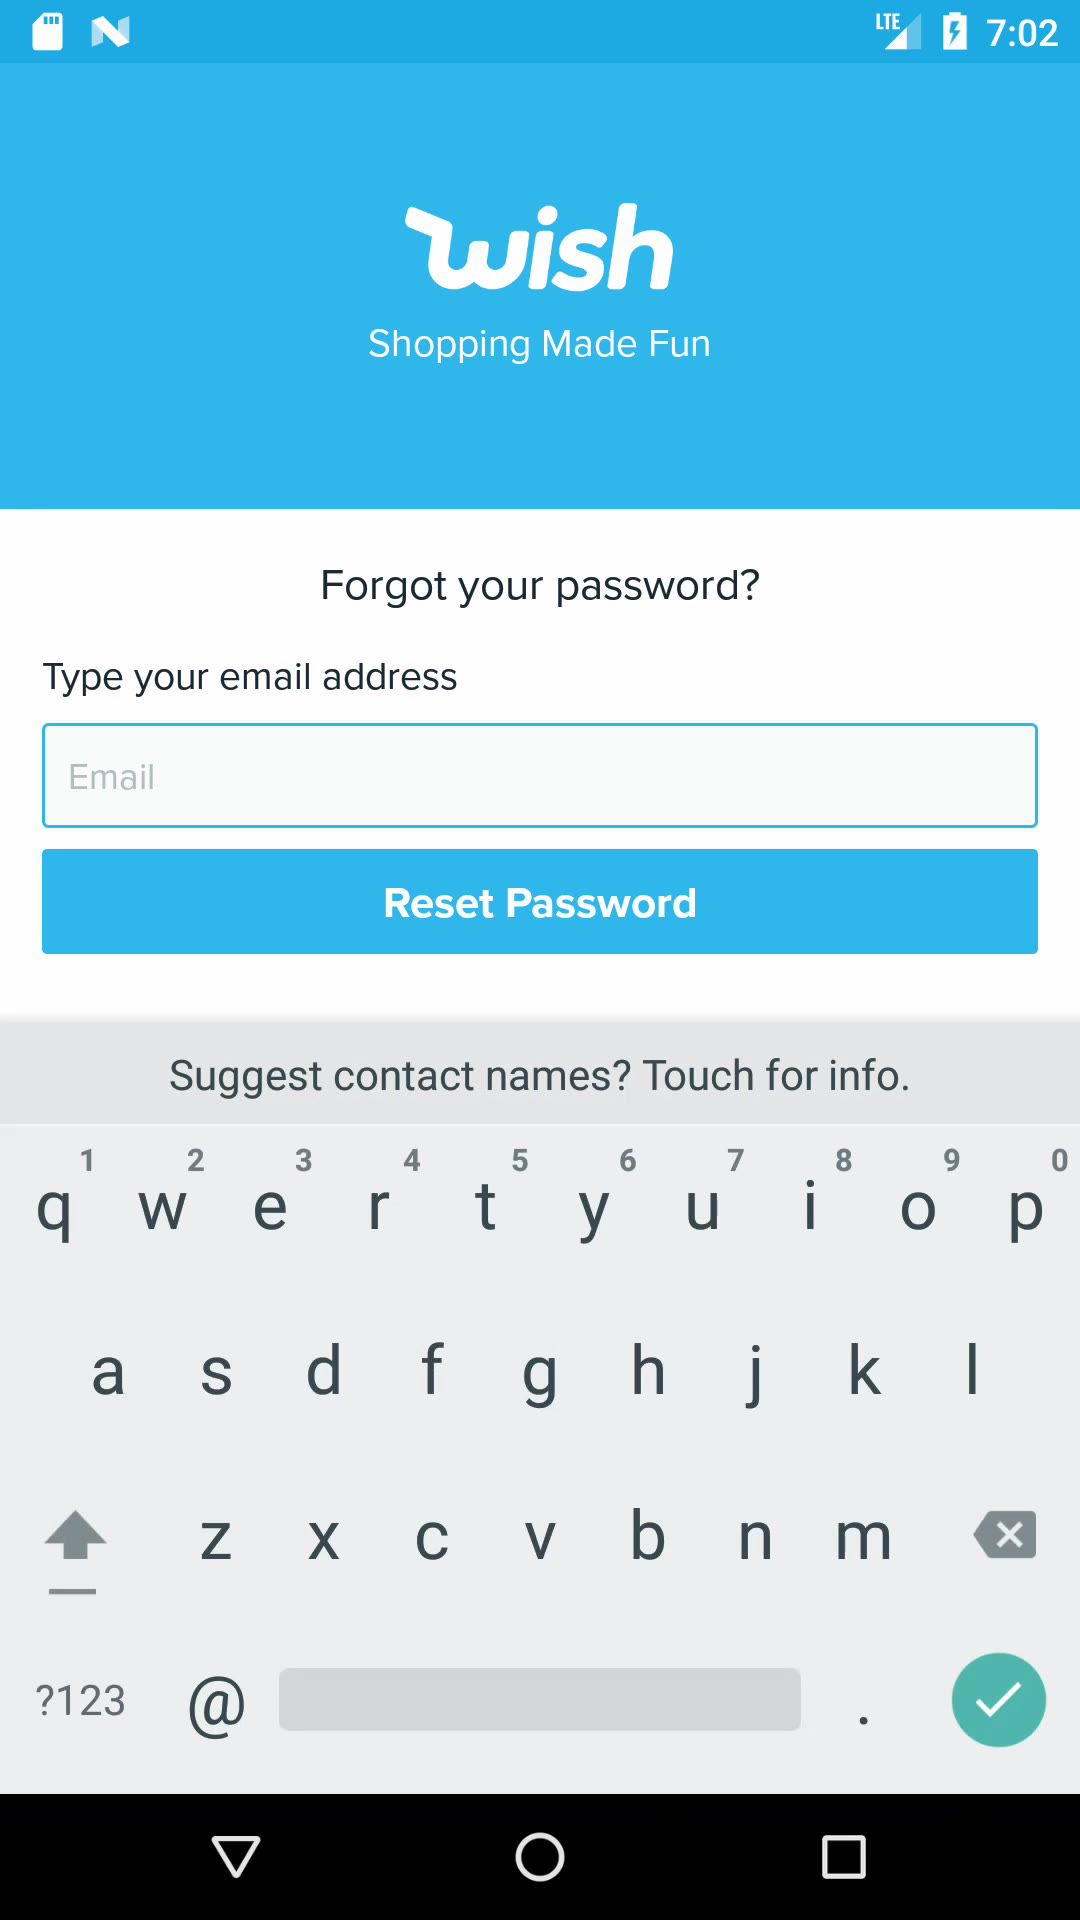 LTE 7:02
wish
Shopping Made Fun
Forgot your password?
Type your email address
Email
Reset Password
Suggest contact names? Touch for info.
1 2 3 4 5 6 7 8 9 0
q w e r t y u i o p
a s d f g h j k l
z x c v b n m
?123 @ .